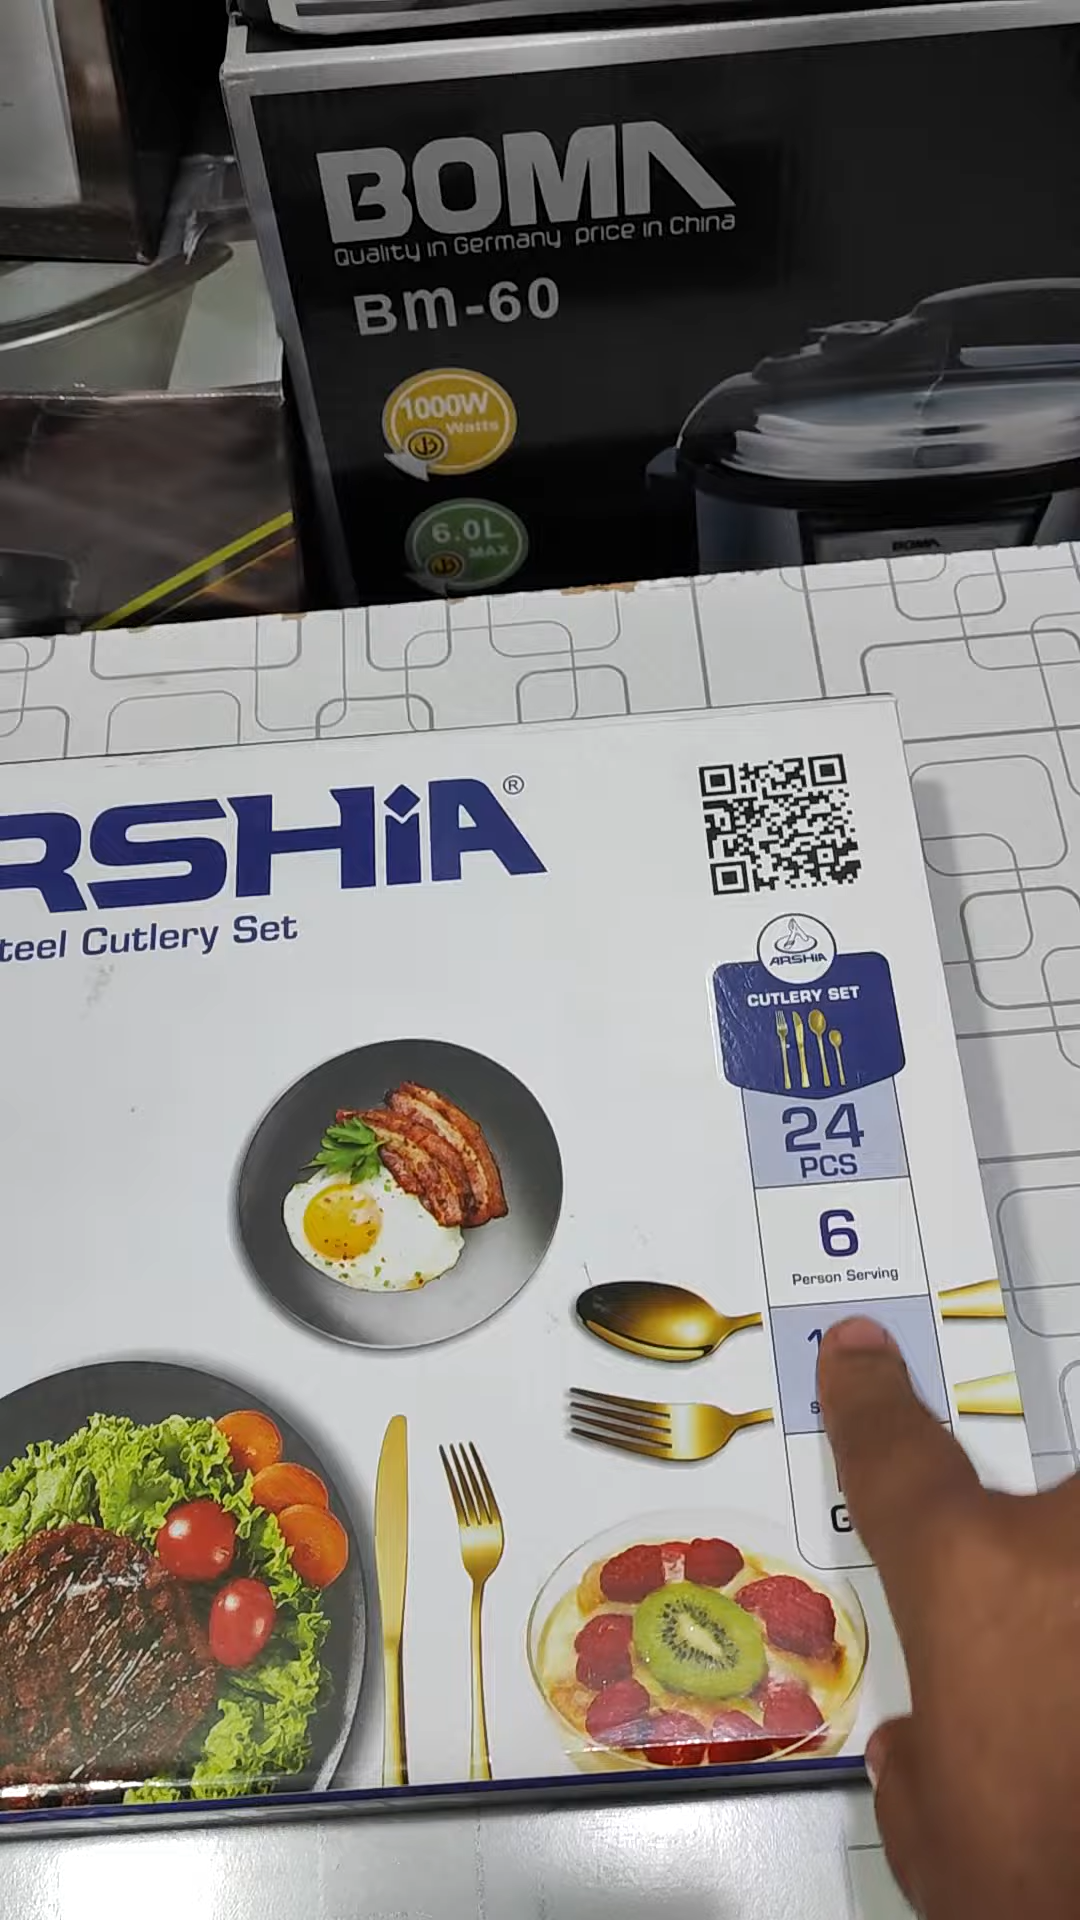 BOMA
Quality in Germany price in China
Bm-60
1000W
Watts
6.0L
MAX
BOMA
RSHiA®
teel Cutlery Set
ARSHIA
CUTLERY SET
24
PCS
6
Person Serving